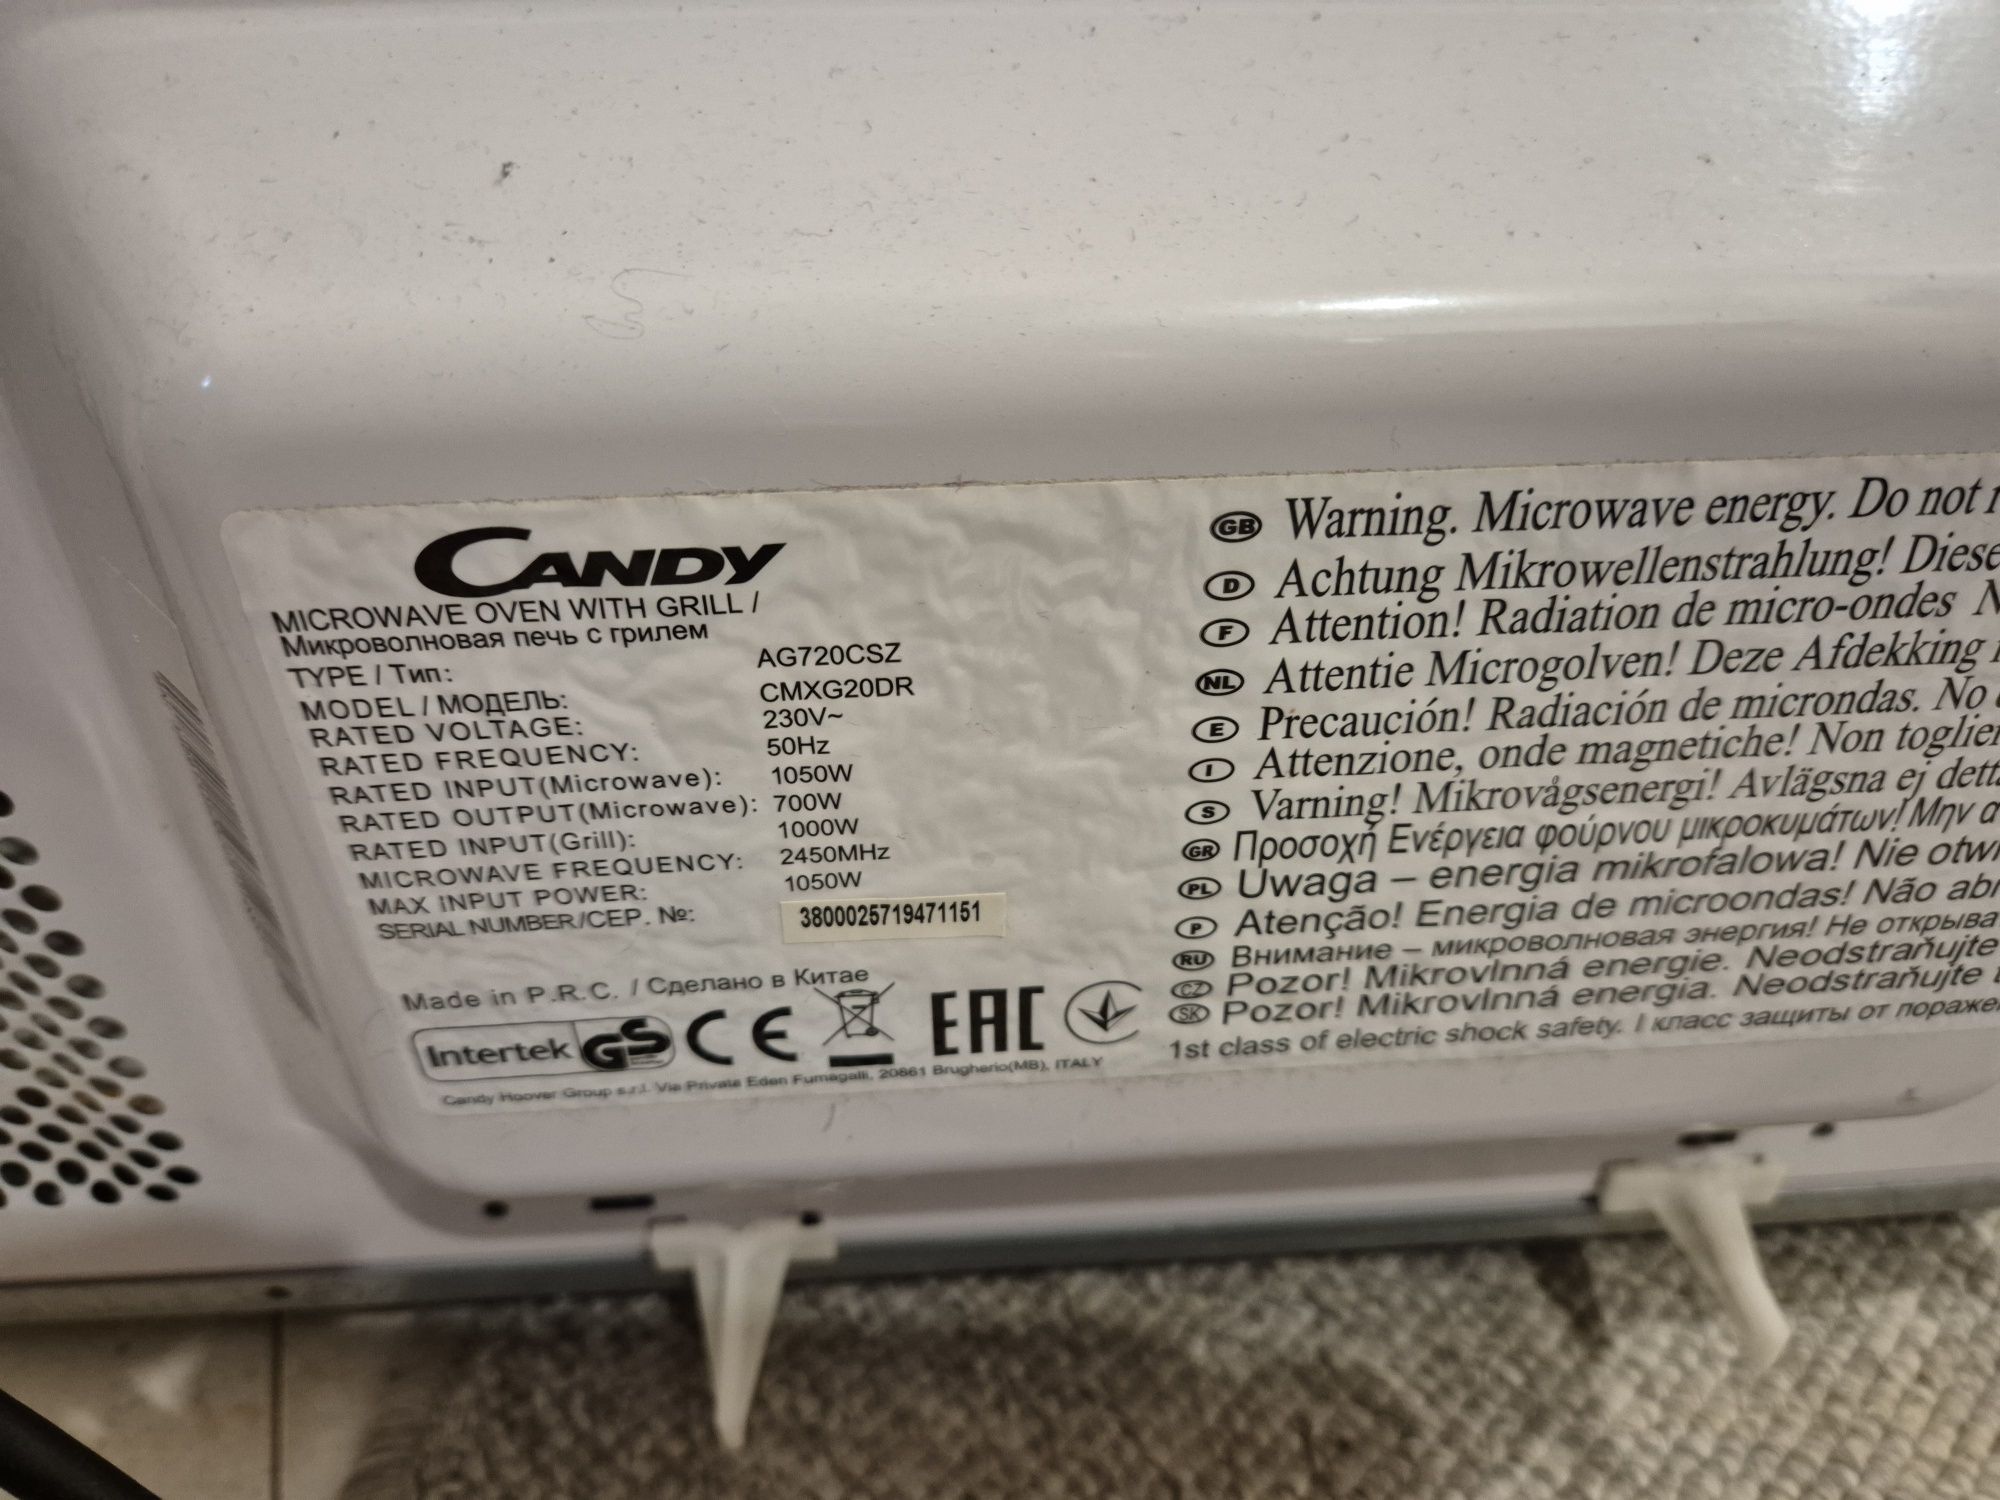 CANDY
MICROWAVE OVEN WITH GRILL /
Микроволновая печь с грилем
TYPE / Тип: AG720CSZ
MODEL / МОДЕЛЬ: CMXG20DR
RATED VOLTAGE: 230V~
RATED FREQUENCY: 50Hz
RATED INPUT(Microwave): 1050W
RATED OUTPUT(Microwave): 700W
RATED INPUT(Grill): 1000W
MICROWAVE FREQUENCY: 2450MHz
MAX INPUT POWER: 1050W
SERIAL NUMBER/СЕР. №: 3800025719471151
Made in P.R.C. / Сделано в Китае
Intertek GS CE EAC
Candy Hoover Group s.r.l. Via Privata Eden Fumagalli, 20861 Brugherio(MB), ITALY
GB Warning. Microwave energy. Do not
D Achtung Mikrowellenstrahlung! Diese
F Attention! Radiation de micro-ondes
NL Attentie Microgolven! Deze Afdekking
E Precaución! Radiación de microndas. No
I Attenzione, onde magnetiche! Non
S Varning! Mikrovågsenergi! Avlägsna ej
GR Προσοχή Ενέργεια φούρνου μικροκυμάτων! Μην
PL Uwaga – energia mikrofalowa! Nie
P Atenção! Energia de microondas! Não
RU Внимание – микроволновая энергия! Не
CZ Pozor! Mikrovlnná energie. Neodstraňujte
SK Pozor! Mikrovlnná energia. Neodstraňujte
1st class of electric shock safety. I класс защиты от